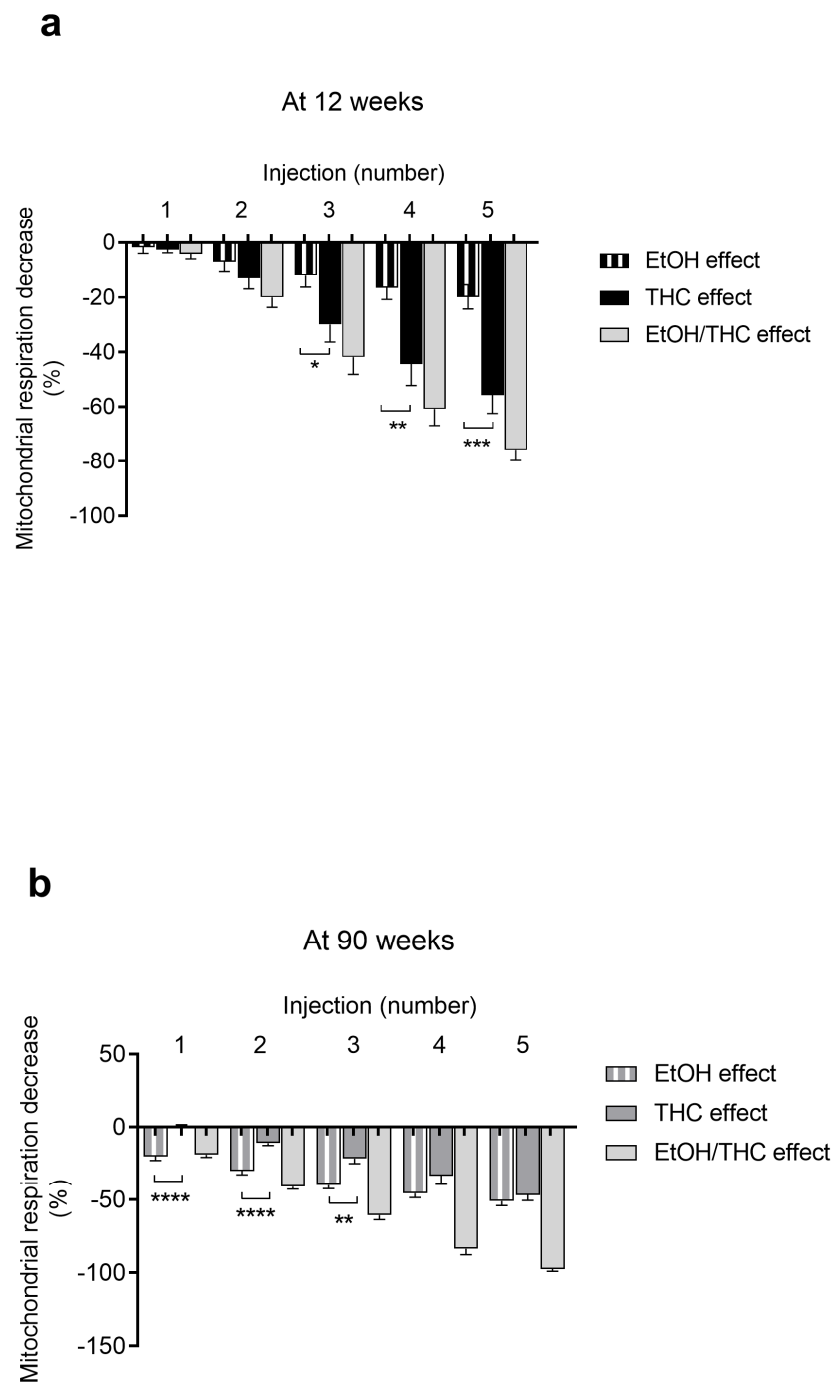 a
At 12 weeks
Injection (number)
1 2 3 4 5
Mitochondrial respiration decrease
(%)
0
-20
-40
-60
-80
-100
*
**
***
EtOH effect
THC effect
EtOH/THC effect
b
At 90 weeks
Injection (number)
1 2 3 4 5
Mitochondrial respiration decrease
(%)
50
0
-50
-100
-150
****
****
**
EtOH effect
THC effect
EtOH/THC effect